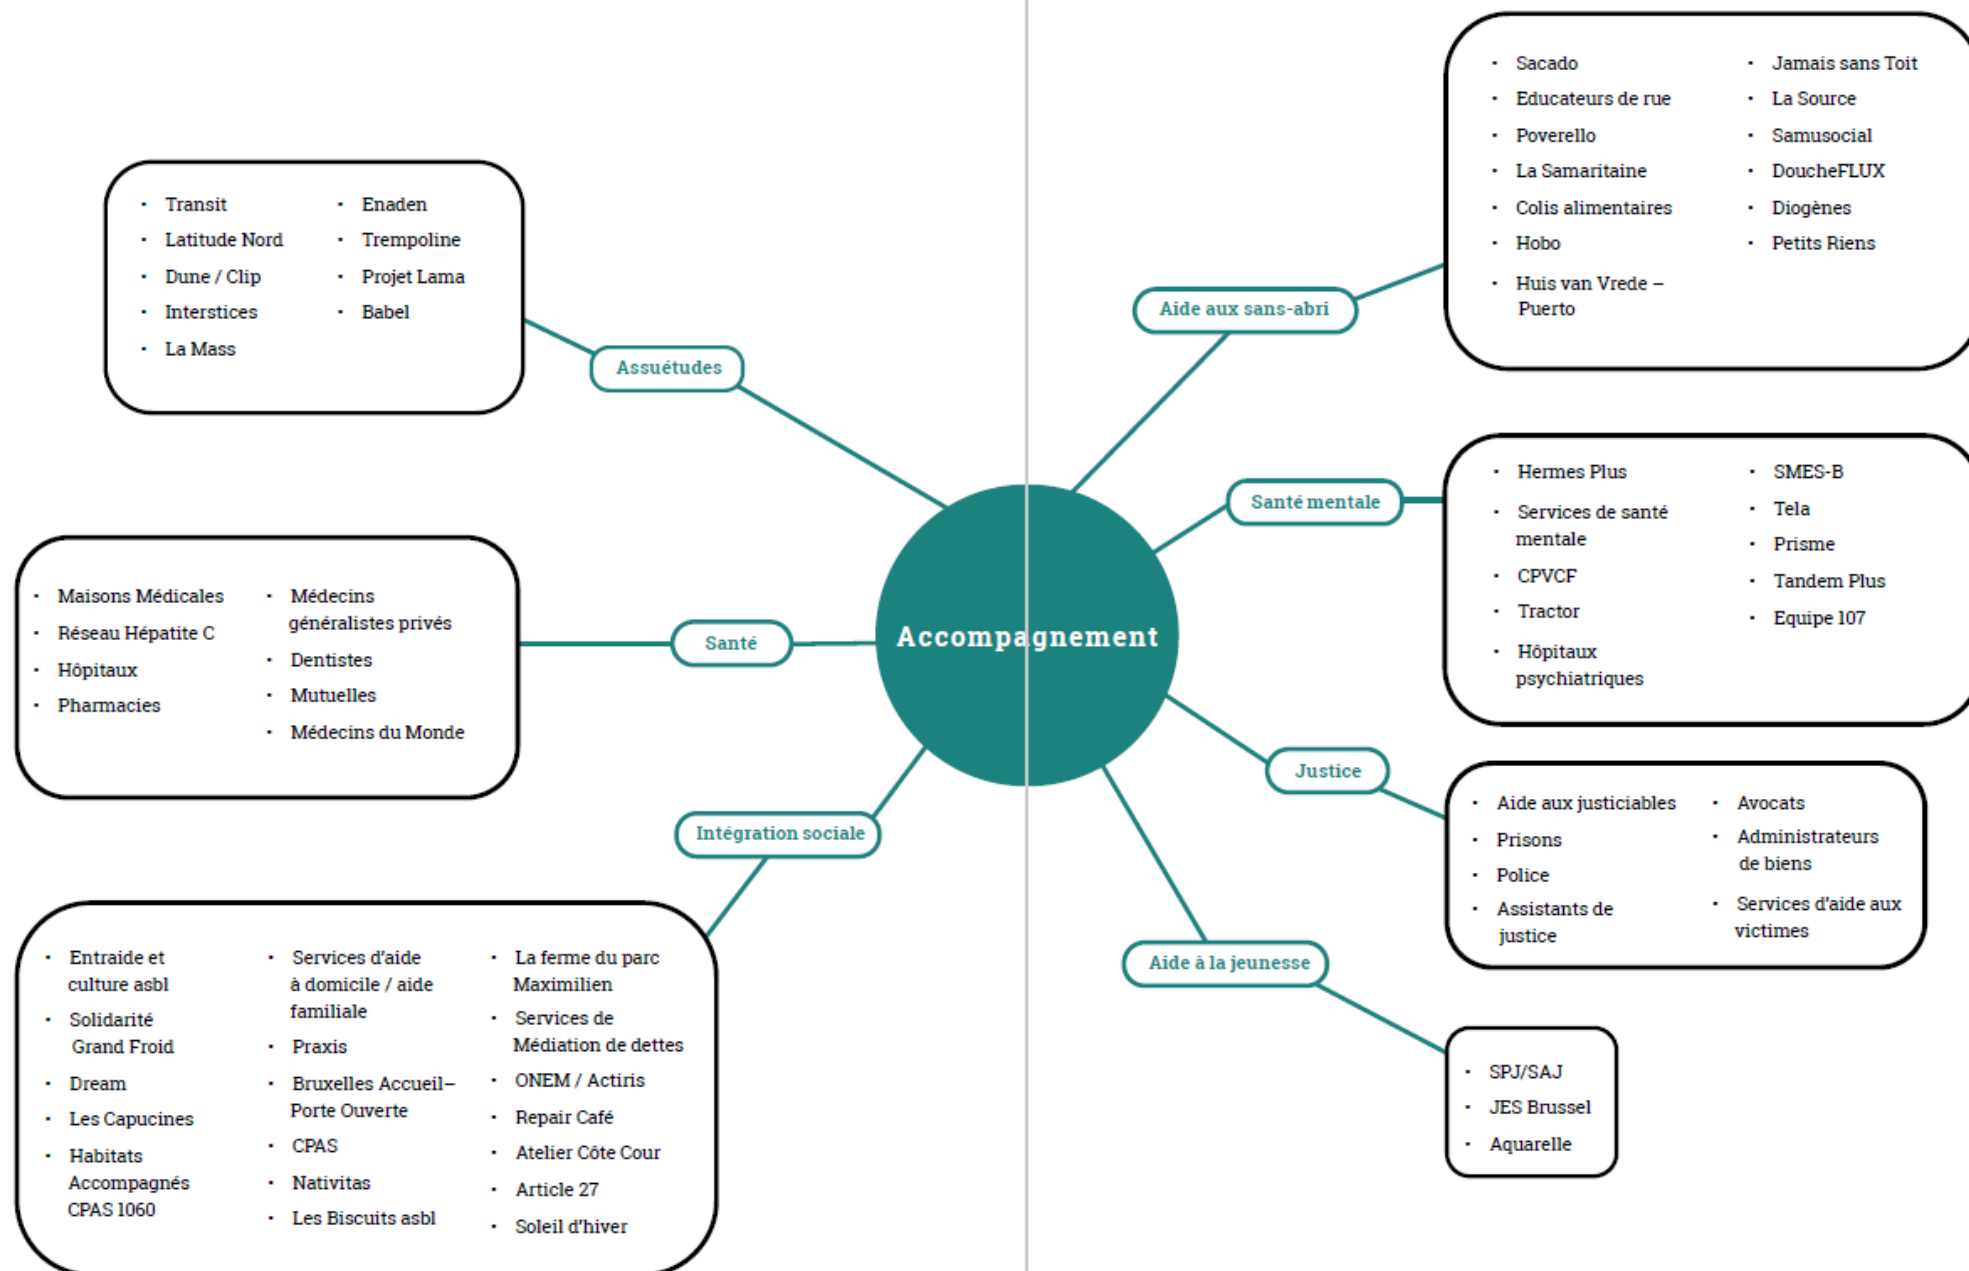 Transit
Latitude Nord
Dune / Clip
Interstices
La Mass
Enaden
Trempoline
Projet Lama
Babel
Assuétudes
Maisons Médicales
Réseau Hépatite C
Hôpitaux
Pharmacies
Médecins
généralistes privés
Dentistes
Mutuelles
Médecins du Monde
Santé
Intégration sociale
Entraide et
culture asbl
Solidarité
Grand Froid
Dream
Les Capucines
Habitats
Accompagnés
CPAS 1060
Services d'aide
à domicile / aide
familiale
Praxis
Bruxelles Accueil–
Porte Ouverte
CPAS
Nativitas
Les Biscuits asbl
La ferme du parc
Maximilien
Services de
Médiation de dettes
ONEM / Actiris
Repair Café
Atelier Côte Cour
Article 27
Soleil d'hiver
Accompagnement
Sacado
Educateurs de rue
Poverello
La Samaritaine
Colis alimentaires
Hobo
Huis van Vrede –
Puerto
Jamais sans Toit
La Source
Samusocial
DoucheFLUX
Diogènes
Petits Riens
Aide aux sans-abri
Santé mentale
Hermes Plus
Services de santé
mentale
CPVCF
Tractor
Hôpitaux
psychiatriques
SMES-B
Tela
Prisme
Tandem Plus
Equipe 107
Justice
Aide aux justiciables
Prisons
Police
Assistants de
justice
Avocats
Administrateurs
de biens
Services d'aide aux
victimes
Aide à la jeunesse
SPJ/SAJ
JES Brussel
Aquarelle